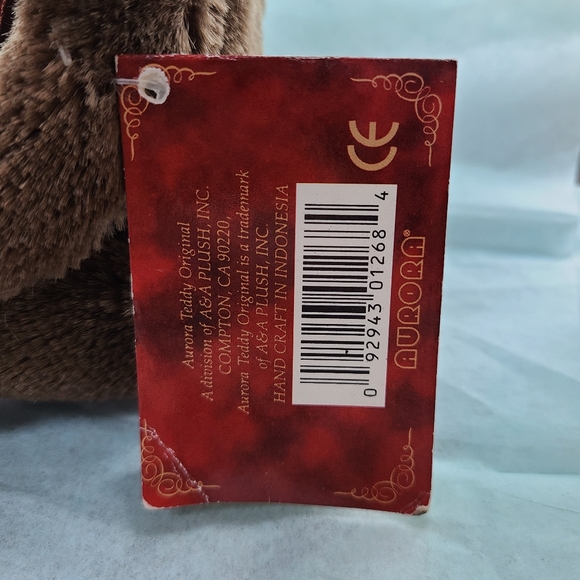 Aurora Teddy Original
A division of A&A PLUSH, INC.
COMPTON, CA 90220,
Aurora Teddy Original is a trademark
of A&A PLUSH, INC.
HAND CRAFT IN INDONESIA
0 92943 01268 4
CE
AURORA®